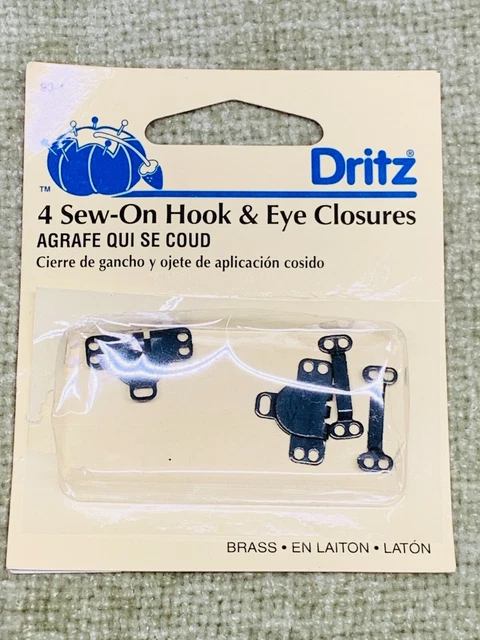 Dritz®
™
4 Sew-On Hook & Eye Closures
AGRAFE QUI SE COUD
Cierre de gancho y ojete de aplicación cosido
BRASS • EN LAITON • LATÓN